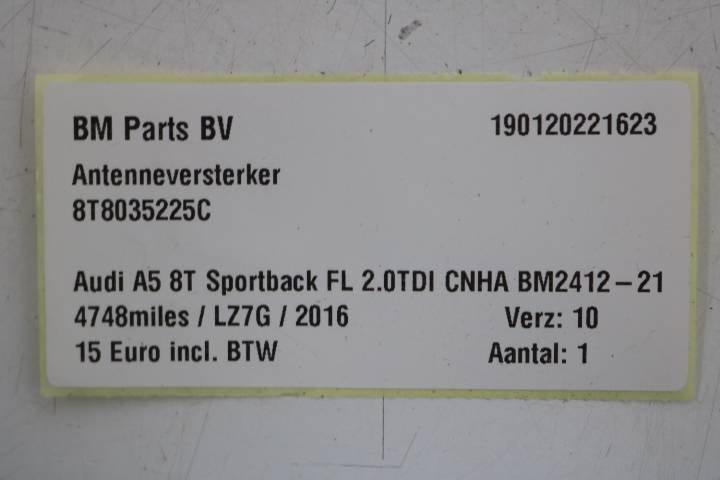 BM Parts BV 190120221623
Antenneversterker
8T8035225C
Audi A5 8T Sportback FL 2.0TDI CNHA BM2412-21
4748miles / LZ7G / 2016 Verz: 10
15 Euro incl. BTW Aantal: 1